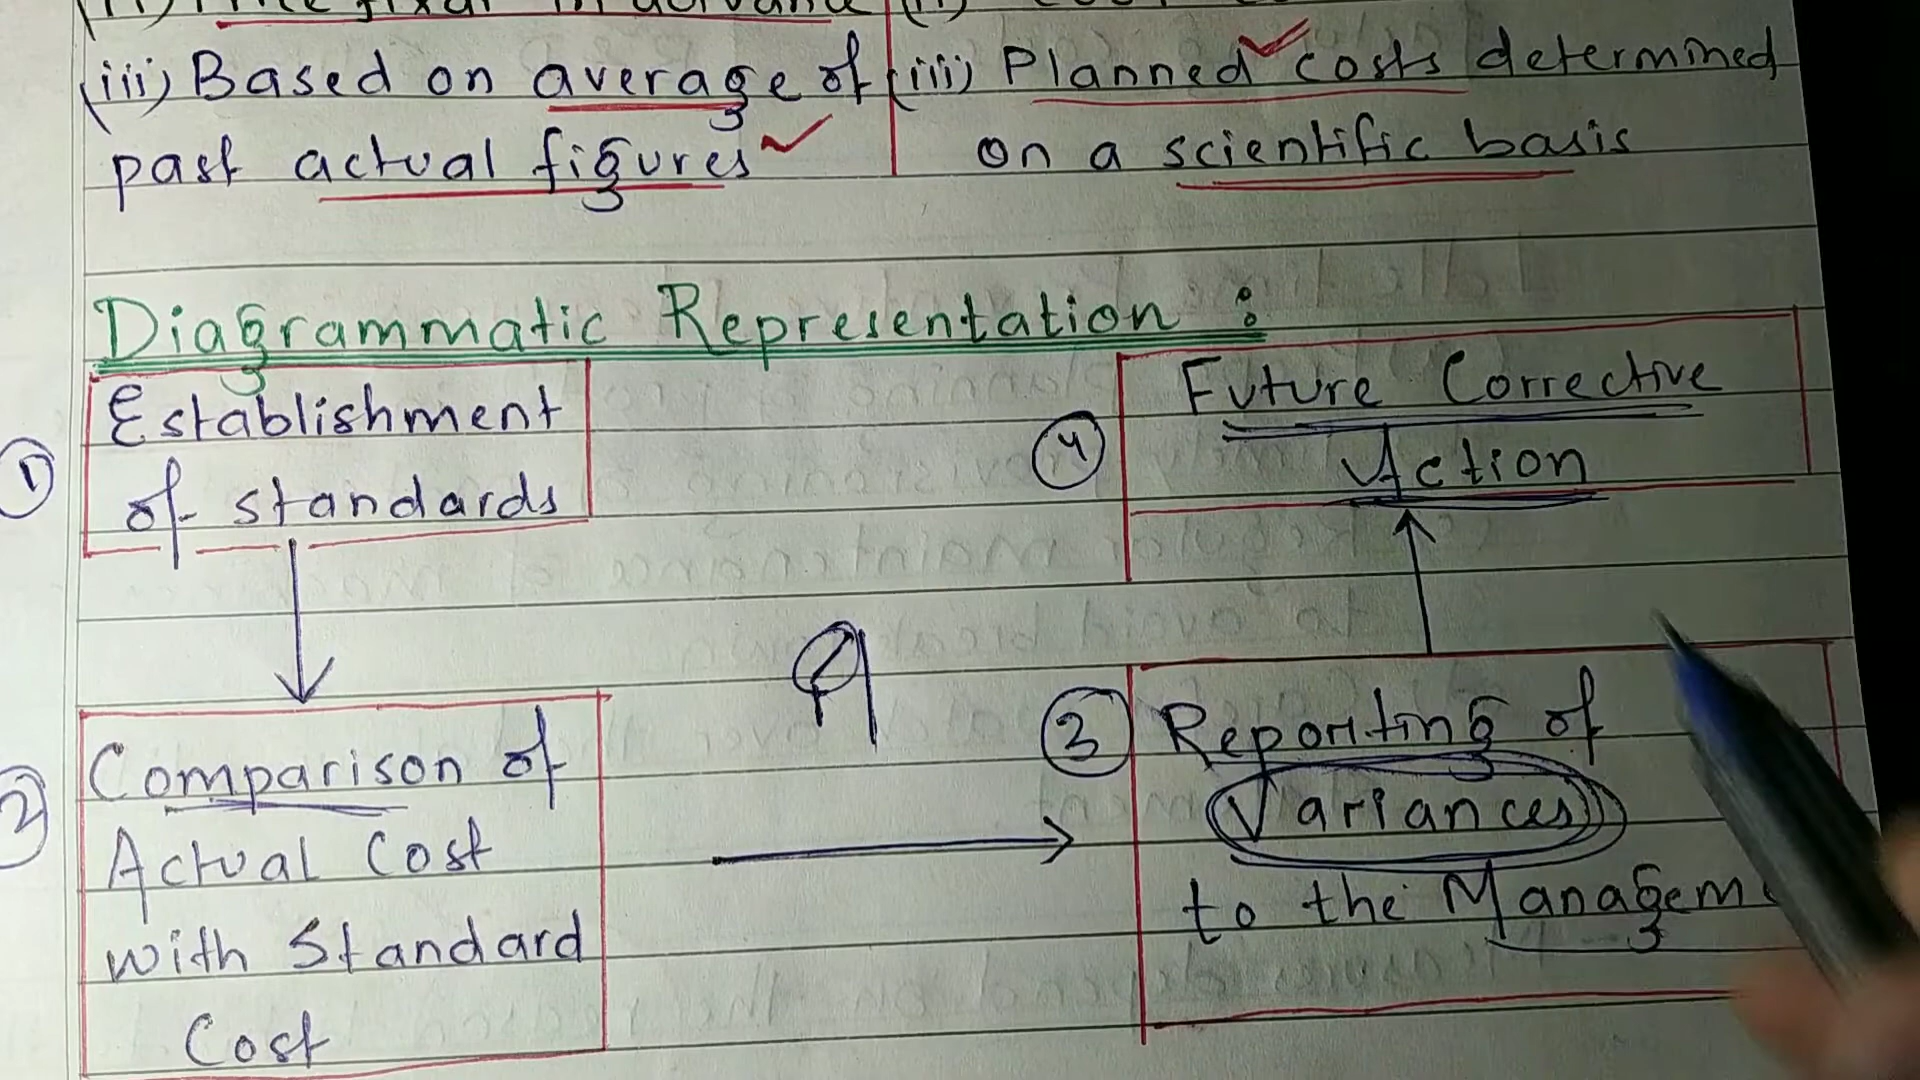 (iii) Based on average of
past actual figures
(iii) Planned costs determined
on a scientific basis
Diagrammatic Representation :
1
Establishment
of standards
2
Comparison of
Actual Cost
with Standard
Cost
3
Reporting of
Variances
to the Managem
4
Future Corrective
Action